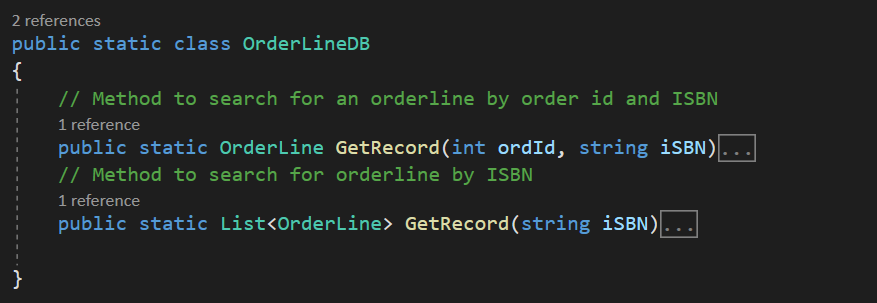 2 references
public static class OrderLineDB
{
// Method to search for an orderline by order id and ISBN
1 reference
public static OrderLine GetRecord(int ordId, string iSBN)...
// Method to search for orderline by ISBN
1 reference
public static List<OrderLine> GetRecord(string iSBN)...
}